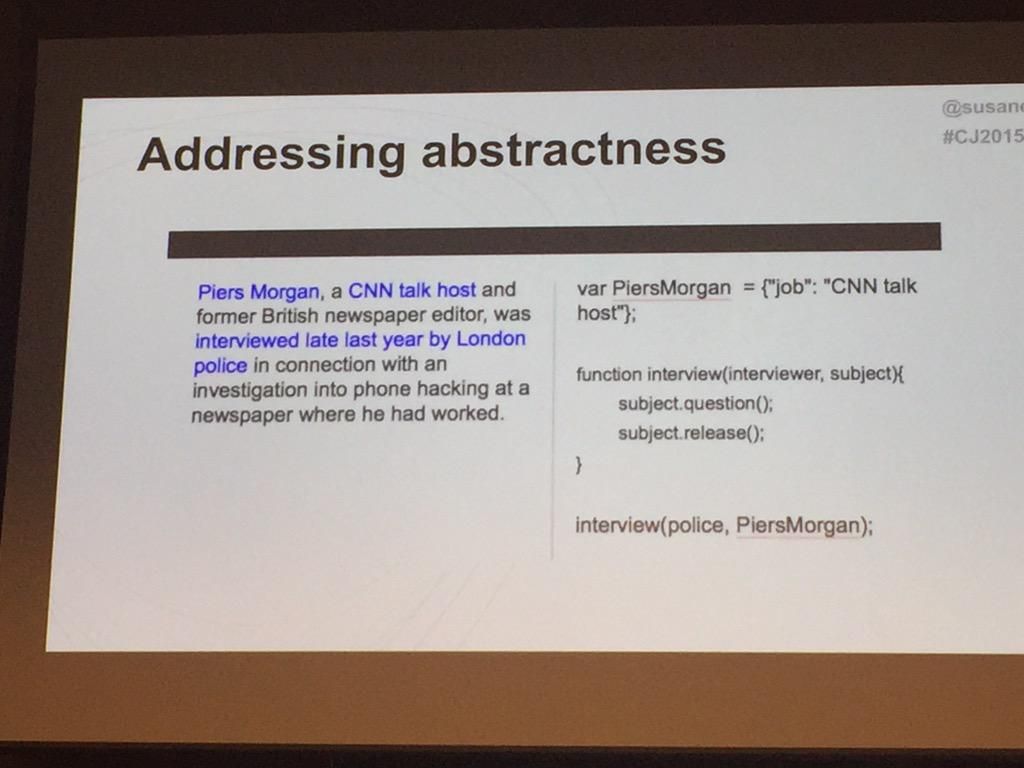 @susan
#CJ2015
Addressing abstractness
Piers Morgan, a CNN talk host and
former British newspaper editor, was
interviewed late last year by London
police in connection with an
investigation into phone hacking at a
newspaper where he had worked.
var PiersMorgan = {"job": "CNN talk
host"};
function interview(interviewer, subject){
subject.question();
subject.release();
}
interview(police, PiersMorgan);